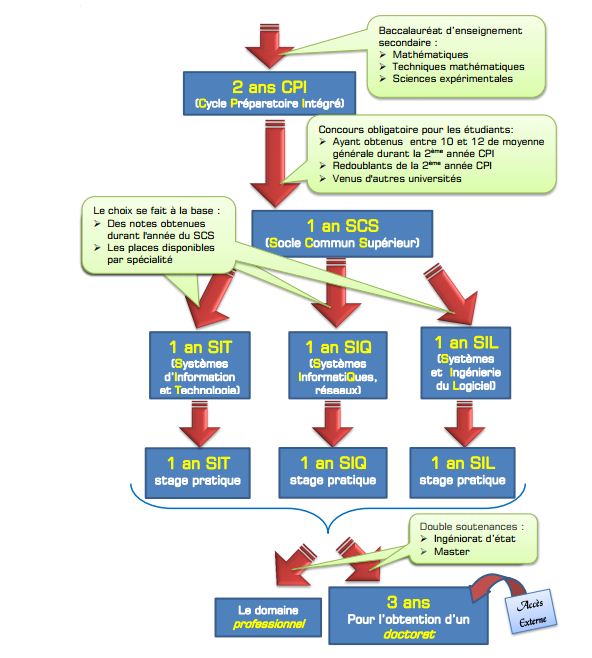 Baccalauréat d'enseignement
secondaire :
➢ Mathématiques
➢ Techniques mathématiques
➢ Sciences expérimentales
2 ans CPI
(Cycle Préparatoire Intégré)
Concours obligatoire pour les étudiants:
➢ Ayant obtenus entre 10 et 12 de moyenne
générale durant la 2ème année CPI
➢ Redoublants de la 2ème année CPI
➢ Venus d'autres universités
Le choix se fait à la base :
➢ Des notes obtenues
durant l'année du SCS
➢ Les places disponibles
par spécialité
1 an SCS
(Socle Commun Supérieur)
1 an SIT
(Systèmes
d'Information
et Technologie)
1 an SIQ
(Systèmes
InformatiQues,
réseaux)
1 an SIL
(Systèmes
et Ingénierie
du Logiciel)
1 an SIT
stage pratique
1 an SIQ
stage pratique
1 an SIL
stage pratique
Double soutenances :
➢ Ingéniorat d'état
➢ Master
Le domaine
professionnel
3 ans
Pour l'obtention d'un
doctorat
Accès
Externe